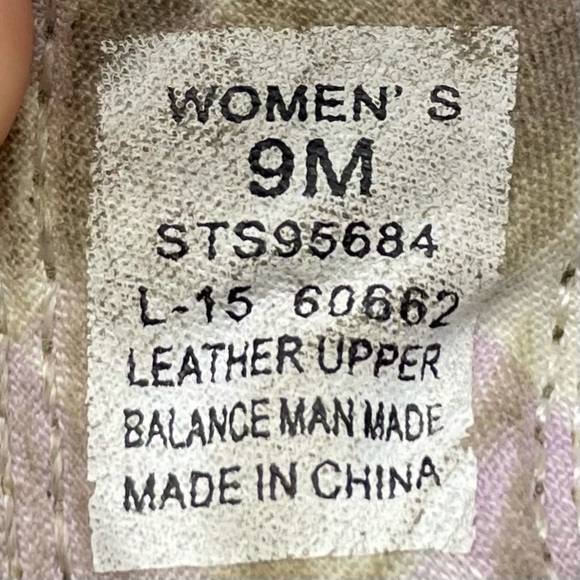 WOMEN' S
9M
STS95684
L-15 60662
LEATHER UPPER
BALANCE MAN MADE
MADE IN CHINA